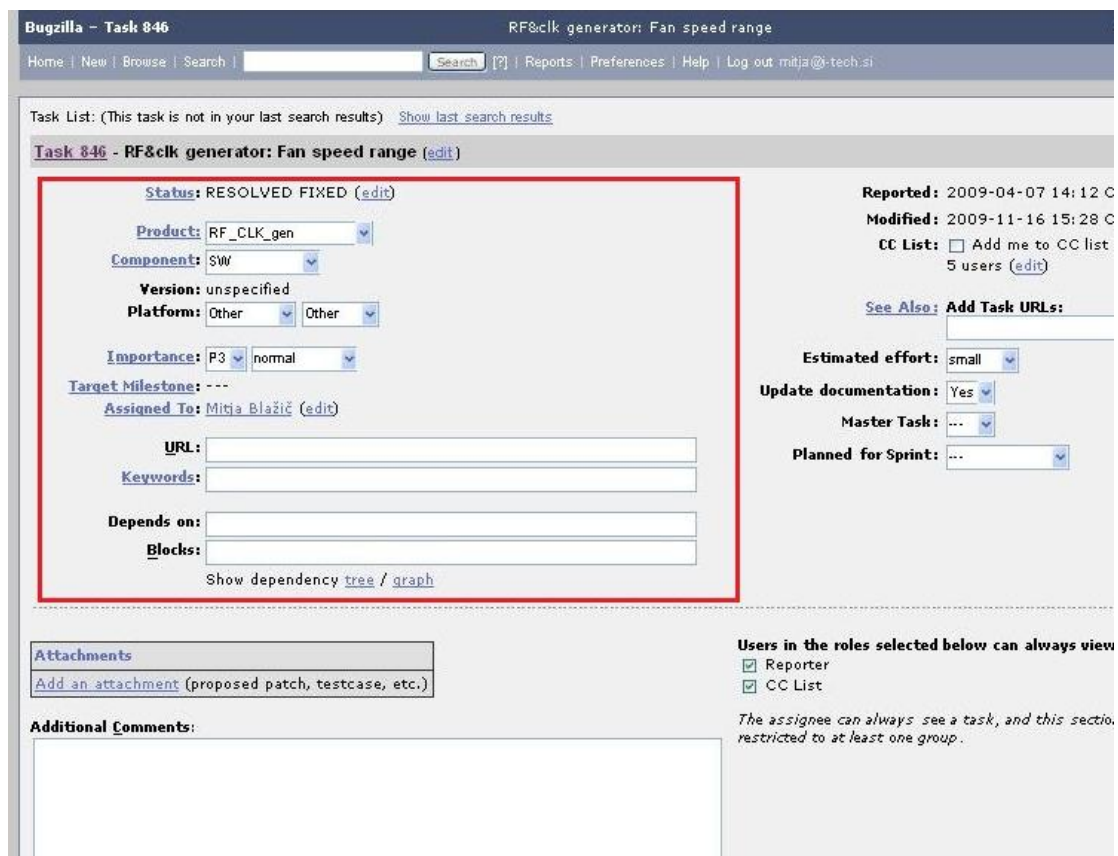 Bugzilla – Task 846 RF&clk generator: Fan speed range
Home | New | Browse | Search | Search [?] | Reports | Preferences | Help | Log out mitja@i-tech.si
Task List: (This task is not in your last search results) Show last search results
Task 846 - RF&clk generator: Fan speed range (edit)
Status: RESOLVED FIXED (edit)
Product: RF_CLK_gen
Component: SW
Version: unspecified
Platform: Other Other
Importance: P3 normal
Target Milestone: ---
Assigned To: Mitja Blažič (edit)
URL:
Keywords:
Depends on:
Blocks:
Show dependency tree / graph
Reported: 2009-04-07 14:12 C
Modified: 2009-11-16 15:28 C
CC List: Add me to CC list
5 users (edit)
See Also: Add Task URLs:
Estimated effort: small
Update documentation: Yes
Master Task: ---
Planned for Sprint: ---
Attachments
Add an attachment (proposed patch, testcase, etc.)
Additional Comments:
Users in the roles selected below can always view
Reporter
CC List
The assignee can always see a task, and this sectio
restricted to at least one group.